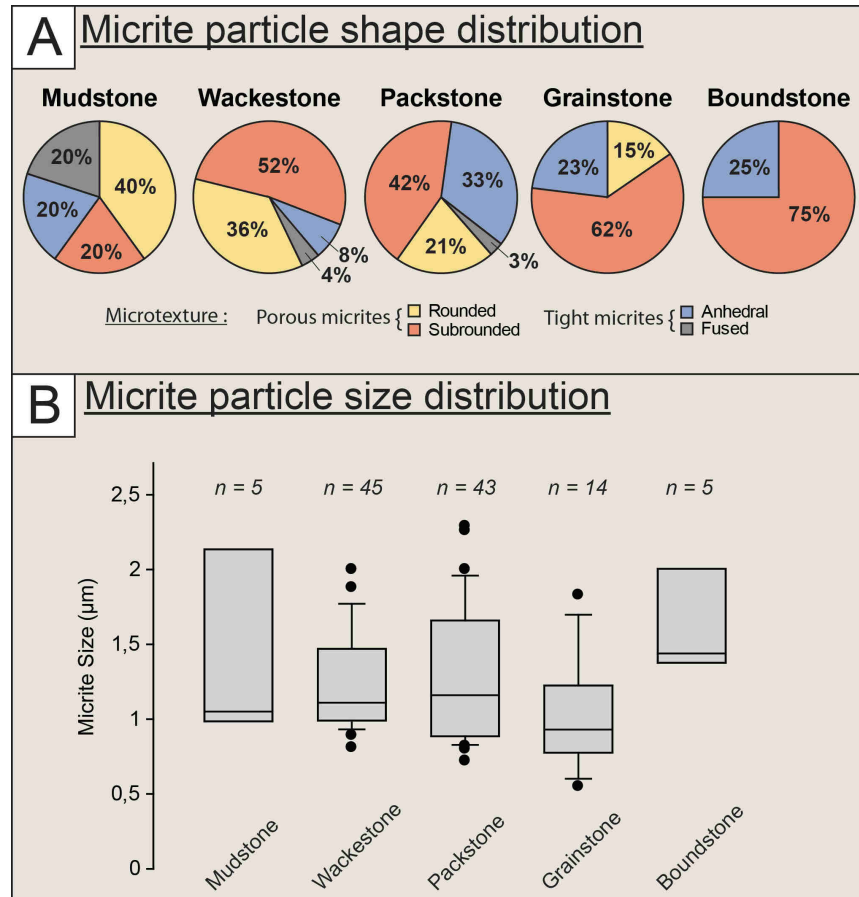 A Micrite particle shape distribution
Mudstone Wackestone Packstone Grainstone Boundstone
20% 40% 20% 20%
52% 36% 8% 4%
42% 33% 21% 3%
23% 15% 62%
25% 75%
Microtexture : Porous micrites { Rounded Tight micrites { Anhedral
Subrounded Fused
B Micrite particle size distribution
n = 5 n = 45 n = 43 n = 14 n = 5
Micrite Size (µm)
2,5
2
1,5
1
0,5
0
Mudstone Wackestone Packstone Grainstone Boundstone